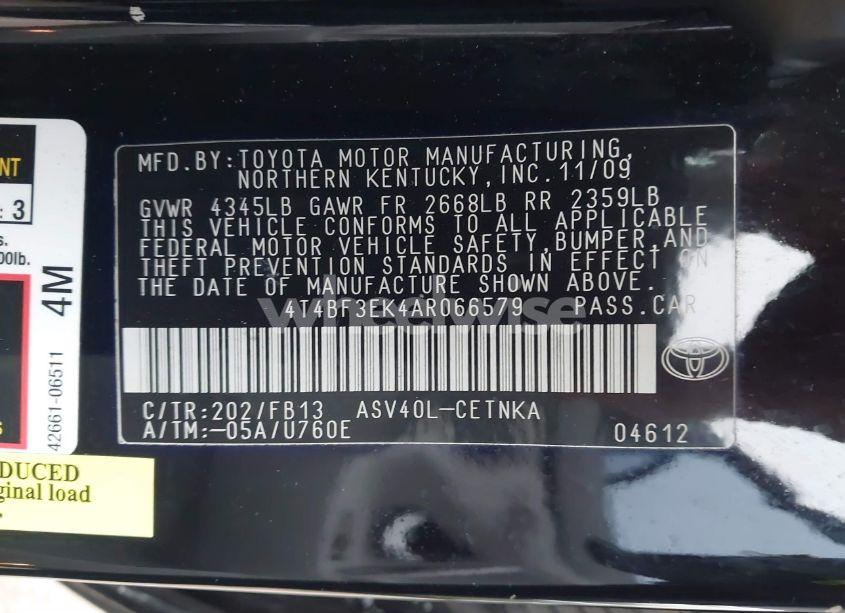 MFD.BY:TOYOTA MOTOR MANUFACTURING,
NORTHERN KENTUCKY,INC.11/09
GVWR 4345LB GAWR FR 2668LB RR 2359LB
THIS VEHICLE CONFORMS TO ALL APPLICABLE
FEDERAL MOTOR VEHICLE SAFETY,BUMPER,AND
THEFT PREVENTION STANDARDS IN EFFECT ON
THE DATE OF MANUFACTURE SHOWN ABOVE.
4T4BF3EK4AR066579 PASS.CAR
C/TR:202/FB13 ASV40L-CETNKA
A/TM:-05A/U760E 04612
wheelwise
: 3
s.
00lb.
4M
42661-06511
DUCED
ginal load